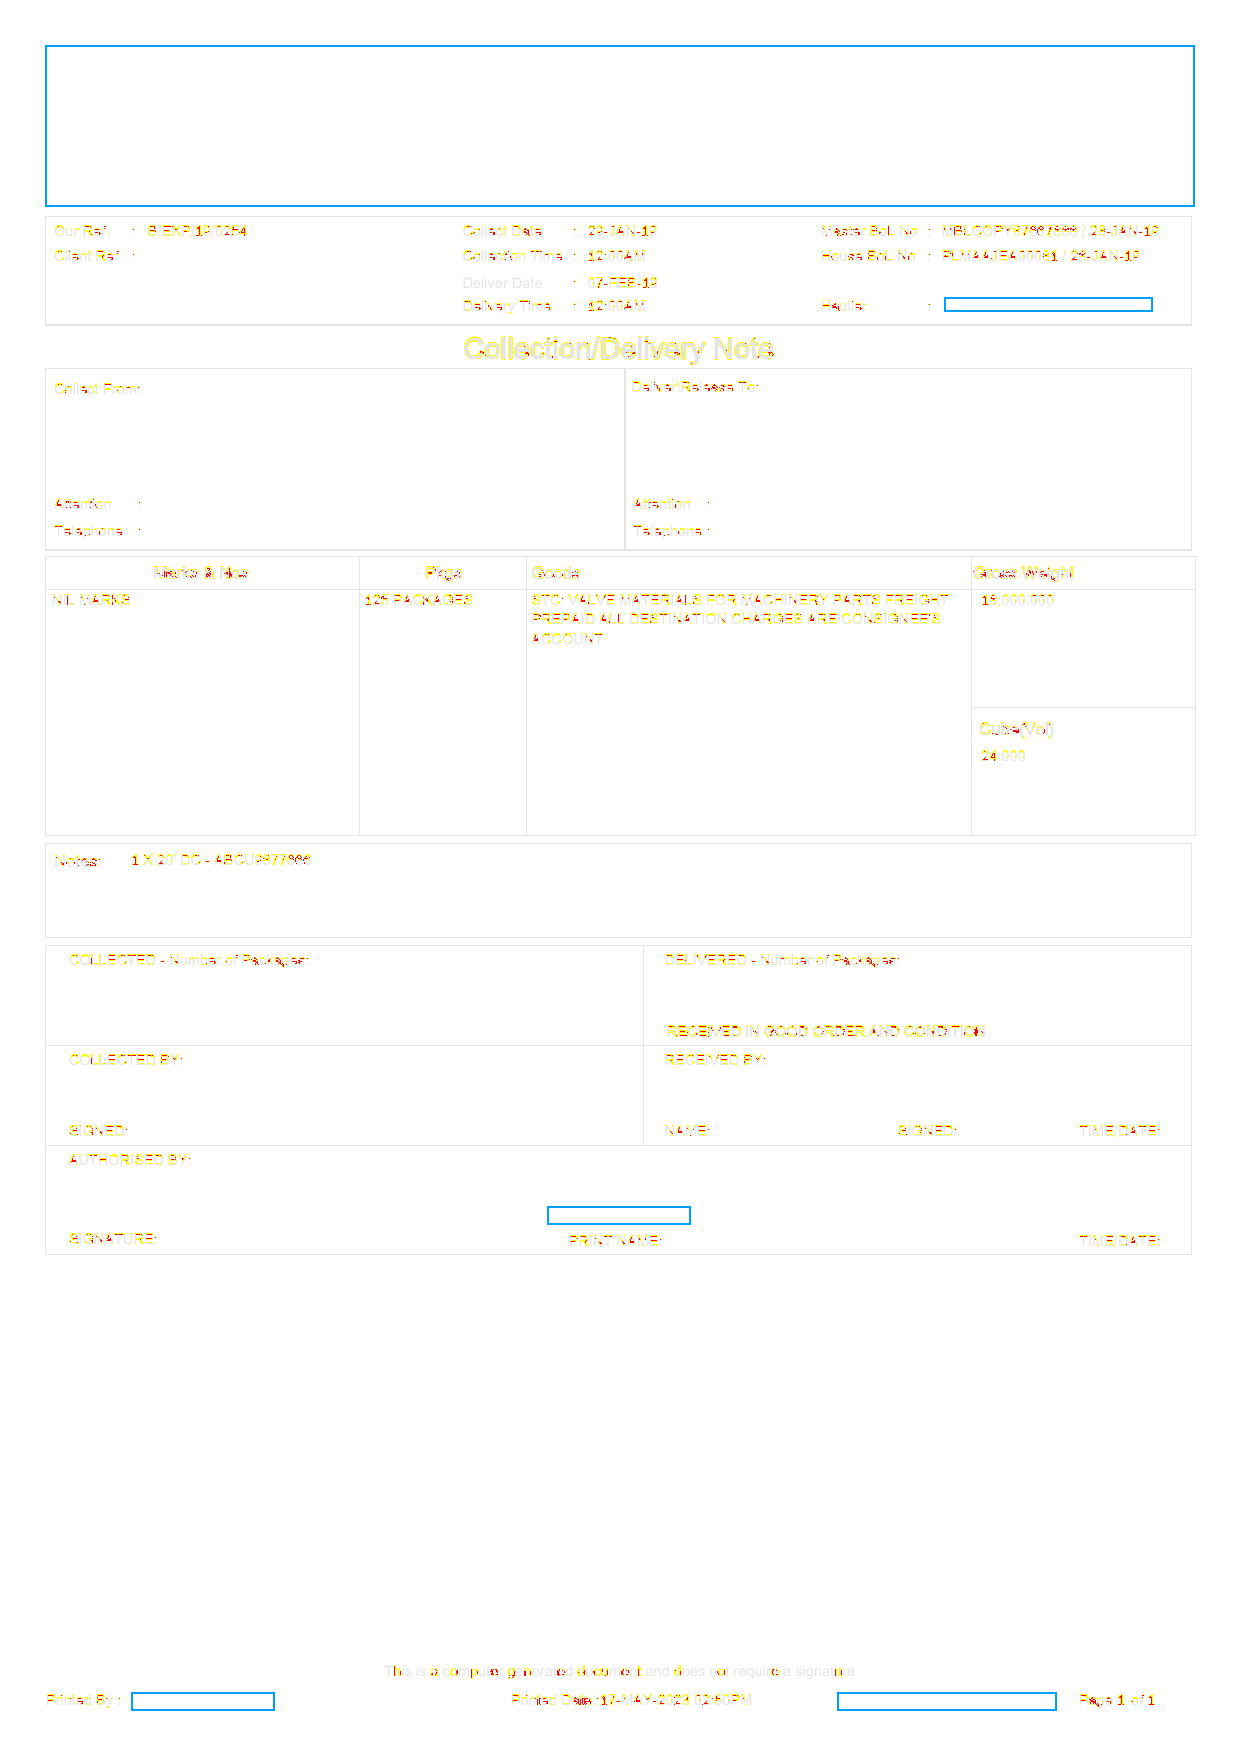 Our Ref : B/EXP/19/0254 Collect Date : 29-JAN-19 Master BoL No : / 28-JAN-19
Client Ref : Collection Time : 12:00AM House BoL No : PLMAAJEA00081 / 28-JAN-19
Deliver Date : 07-FEB-19
Delivery Time : 12:00AM Haulier :
Collection/Delivery Note
Collect From: Deliver\Release To:
Attention : Attention :
Telephone : Telephone :
Marks & Nos Pkgs Goods Gross Weight
NIL MARKS 126 PACKAGES STC: VALVE MATERIALS FOR MACHINERY PARTS FREIGHT 19,000.000
PREPAID ALL DESTINATION CHARGES ARE CONSIGNEE'S
ACCOUNT
Cube(Vol)
24.000
Notes: 1 X 20' DC -
COLLECTED - Number of Packages: DELIVERED - Number of Packages:
RECEIVED IN GOOD ORDER AND CONDITION
COLLECTED BY: RECEIVED BY:
SIGNED: NAME: SIGNED: TIME/DATE:
AUTHORISED BY:
SIGNATURE: PRINT NAME: TIME/DATE:
This is a computer generated document and does not require a signature
Printed By : Printed Date :17-MAY-2023 02:50PM Page 1 of 1